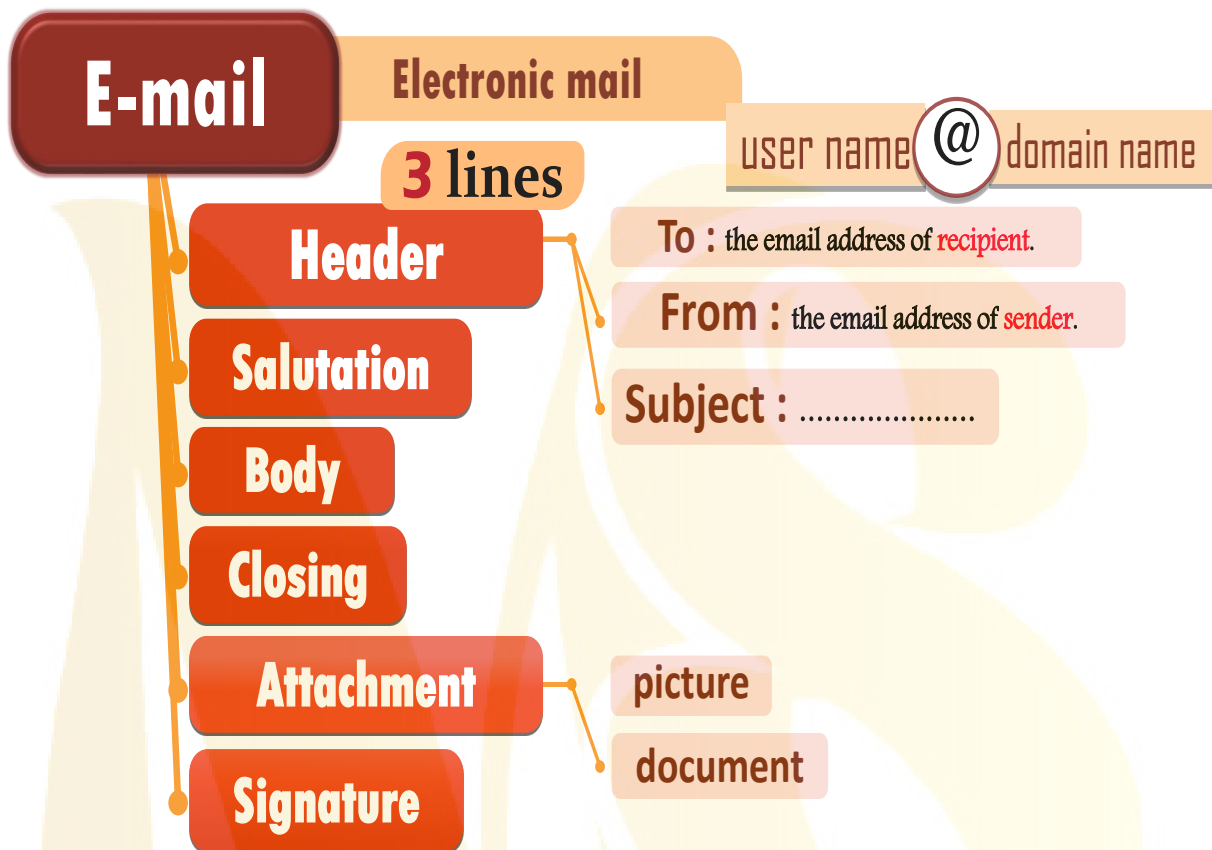 E-mail
Electronic mail
user name @ domain name
3 lines
Header
To : the email address of recipient.
From : the email address of sender.
Subject : .....................
Salutation
Body
Closing
Attachment
picture
document
Signature